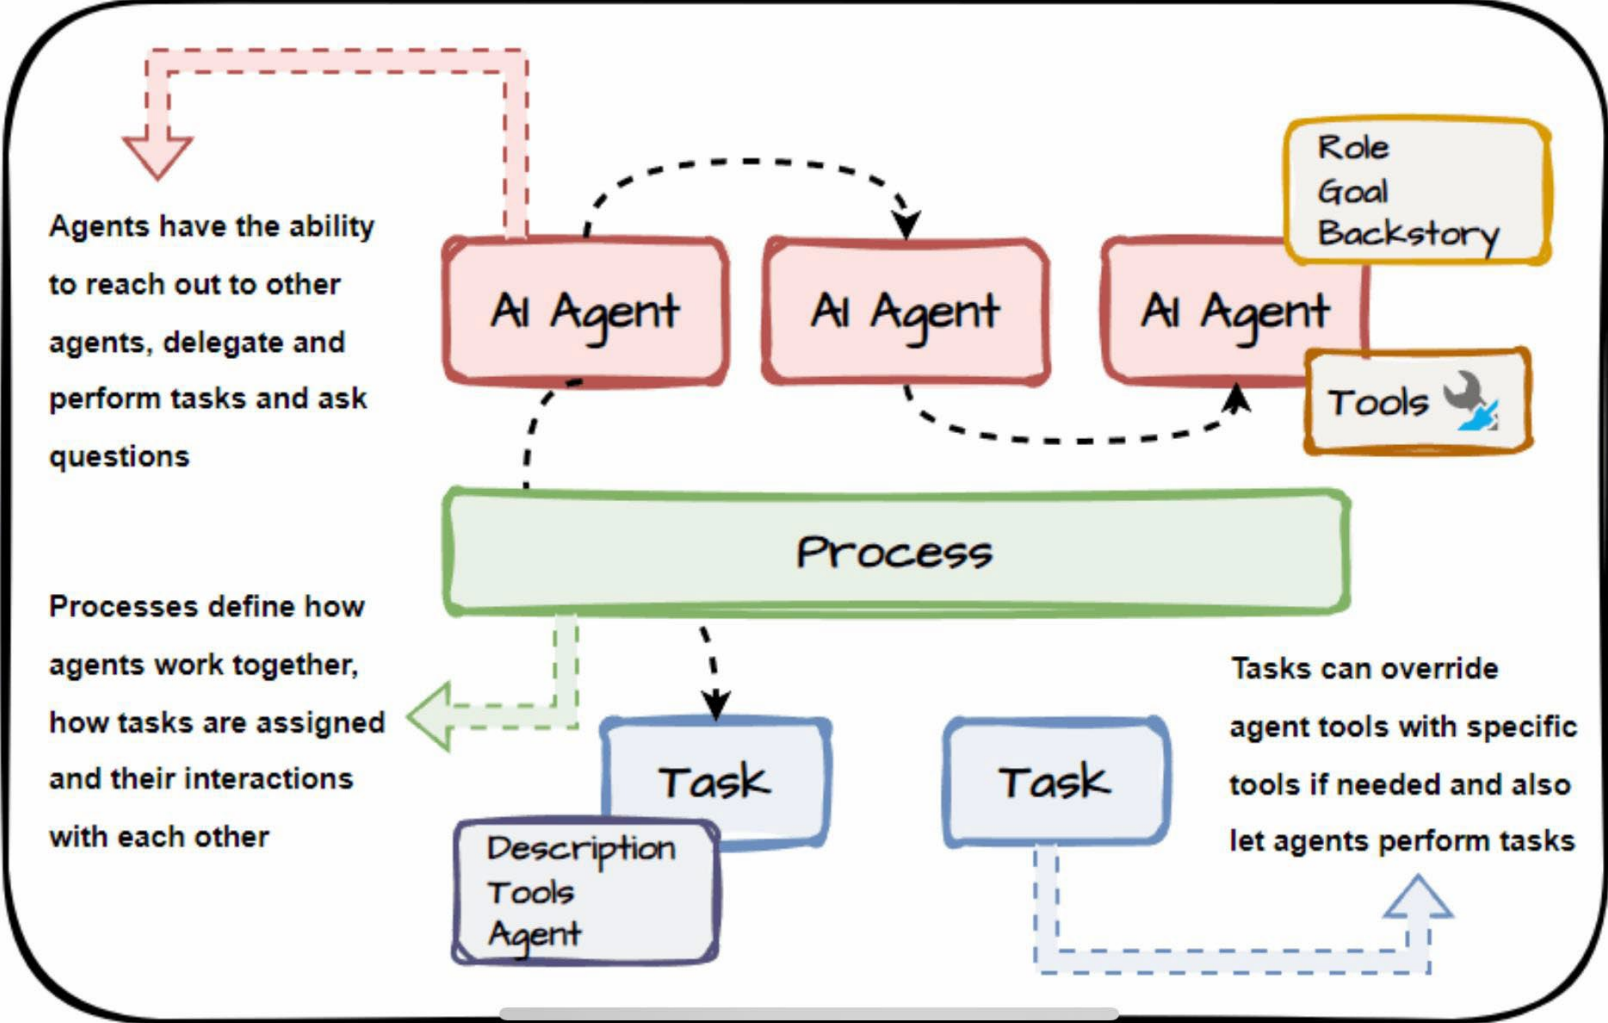 Agents have the ability
to reach out to other
agents, delegate and
perform tasks and ask
questions
AI Agent
AI Agent
AI Agent
Role
Goal
Backstory
Tools
Process
Processes define how
agents work together,
how tasks are assigned
and their interactions
with each other
Task
Description
Tools
Agent
Task
Tasks can override
agent tools with specific
tools if needed and also
let agents perform tasks